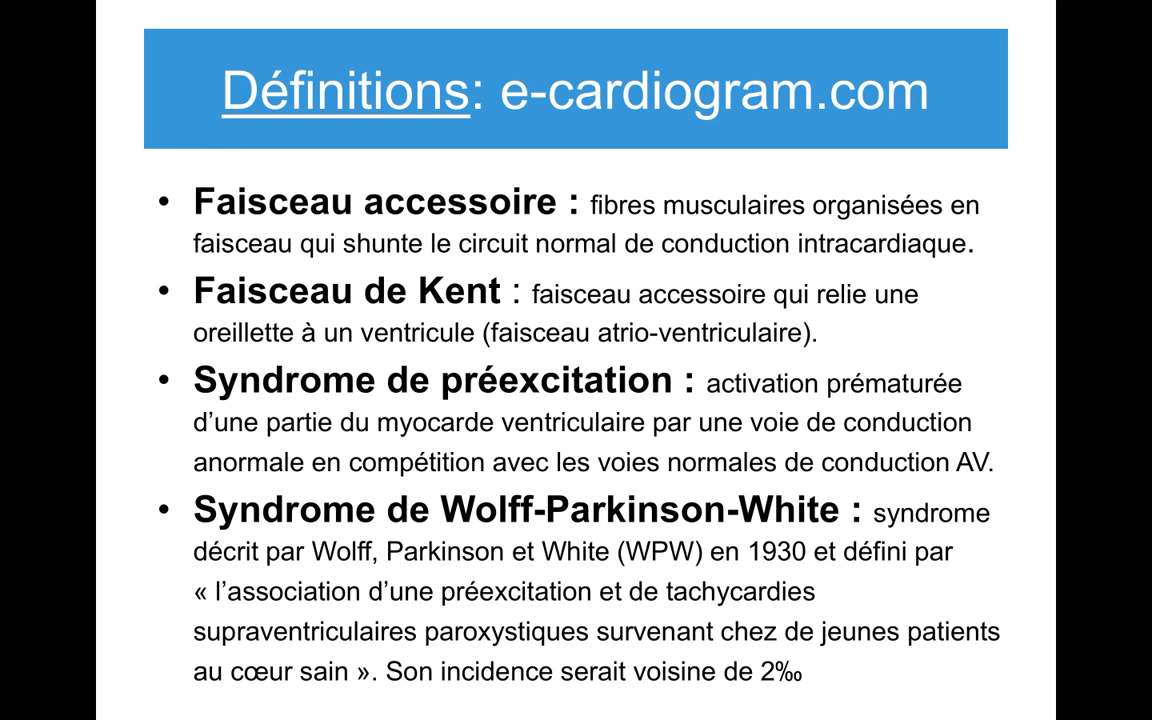 Définitions: e-cardiogram.com
• Faisceau accessoire : fibres musculaires organisées en
faisceau qui shunte le circuit normal de conduction intracardiaque.
• Faisceau de Kent : faisceau accessoire qui relie une
oreillette à un ventricule (faisceau atrio-ventriculaire).
• Syndrome de préexcitation : activation prématurée
d’une partie du myocarde ventriculaire par une voie de conduction
anormale en compétition avec les voies normales de conduction AV.
• Syndrome de Wolff-Parkinson-White : syndrome
décrit par Wolff, Parkinson et White (WPW) en 1930 et défini par
« l’association d’une préexcitation et de tachycardies
supraventriculaires paroxystiques survenant chez de jeunes patients
au cœur sain ». Son incidence serait voisine de 2‰